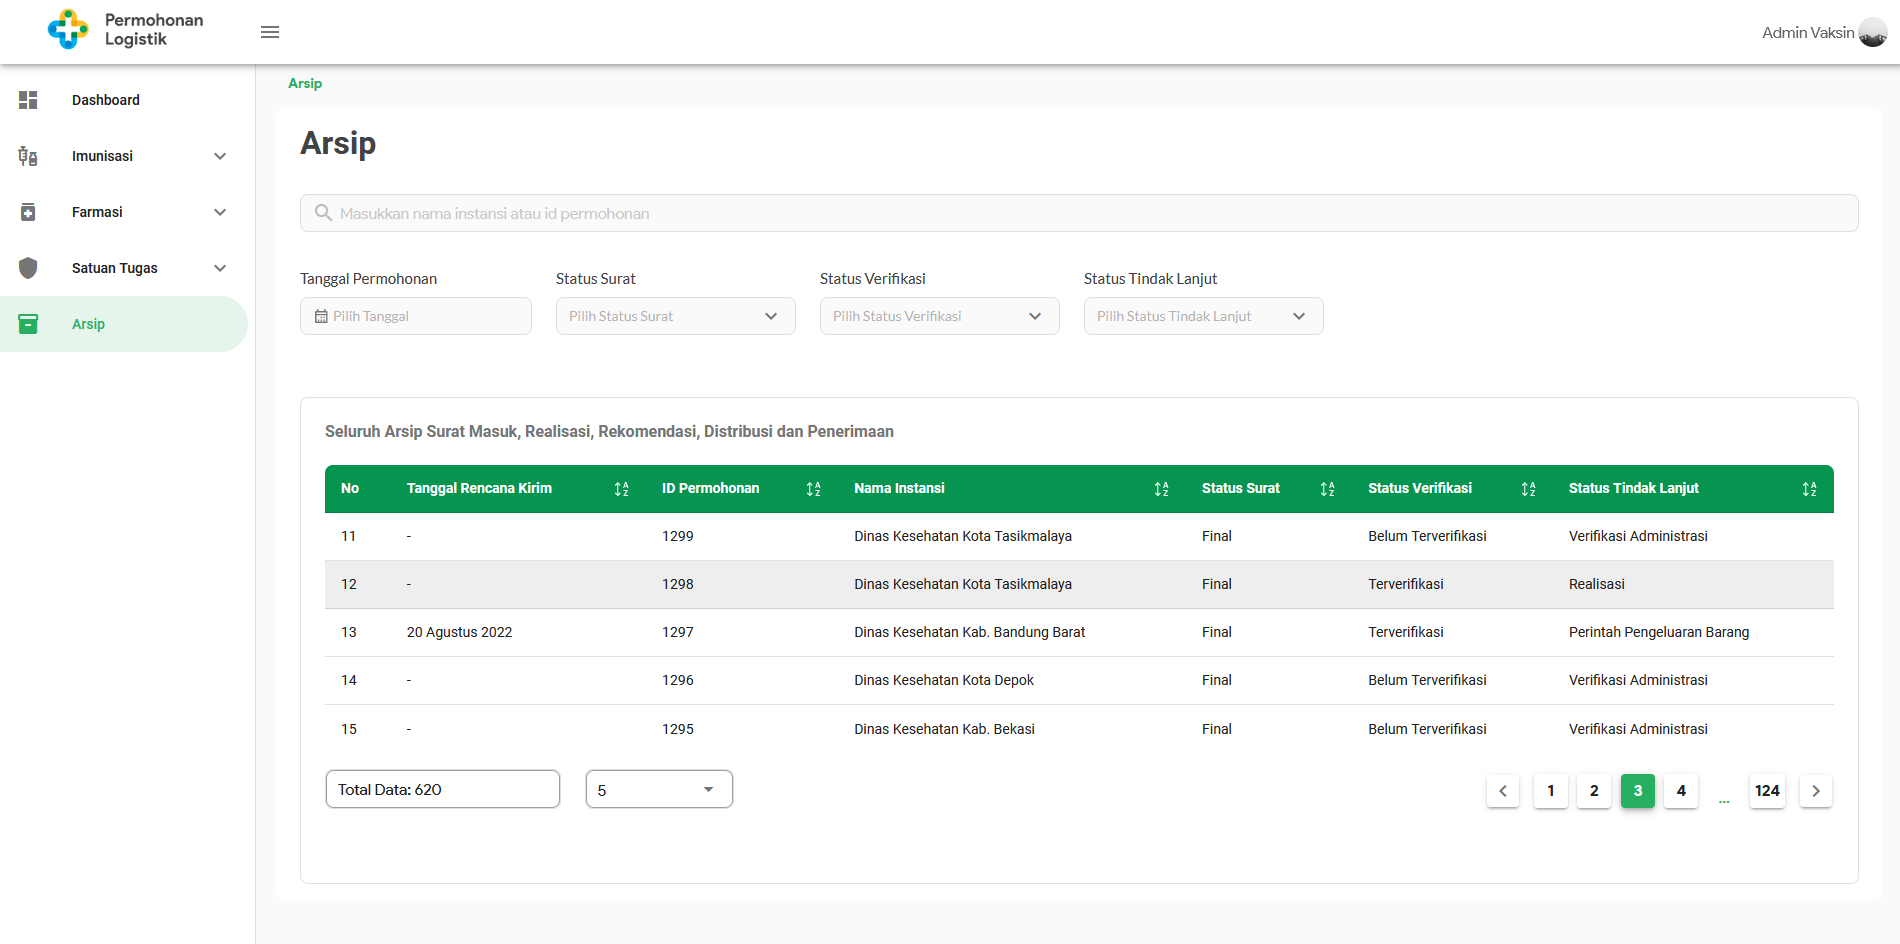 Permohonan
Logistik
Admin Vaksin
Dashboard
Imunisasi
Farmasi
Satuan Tugas
Arsip
Arsip
Arsip
Masukkan nama instansi atau id permohonan
Tanggal Permohonan Status Surat Status Verifikasi Status Tindak Lanjut
Pilih Tanggal Pilih Status Surat Pilih Status Verifikasi Pilih Status Tindak Lanjut
Seluruh Arsip Surat Masuk, Realisasi, Rekomendasi, Distribusi dan Penerimaan
No Tanggal Rencana Kirim ID Permohonan Nama Instansi Status Surat Status Verifikasi Status Tindak Lanjut
11 - 1299 Dinas Kesehatan Kota Tasikmalaya Final Belum Terverifikasi Verifikasi Administrasi
12 - 1298 Dinas Kesehatan Kota Tasikmalaya Final Terverifikasi Realisasi
13 20 Agustus 2022 1297 Dinas Kesehatan Kab. Bandung Barat Final Terverifikasi Perintah Pengeluaran Barang
14 - 1296 Dinas Kesehatan Kota Depok Final Belum Terverifikasi Verifikasi Administrasi
15 - 1295 Dinas Kesehatan Kab. Bekasi Final Belum Terverifikasi Verifikasi Administrasi
Total Data: 620 5 1 2 3 4 ... 124